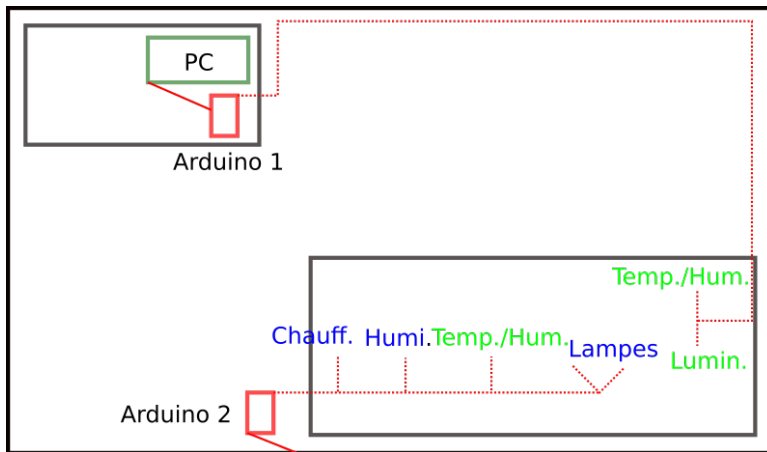 PC
Arduino 1
Temp./Hum.
Chauff.
Humi.
Temp./Hum.
Lampes
Lumin.
Arduino 2